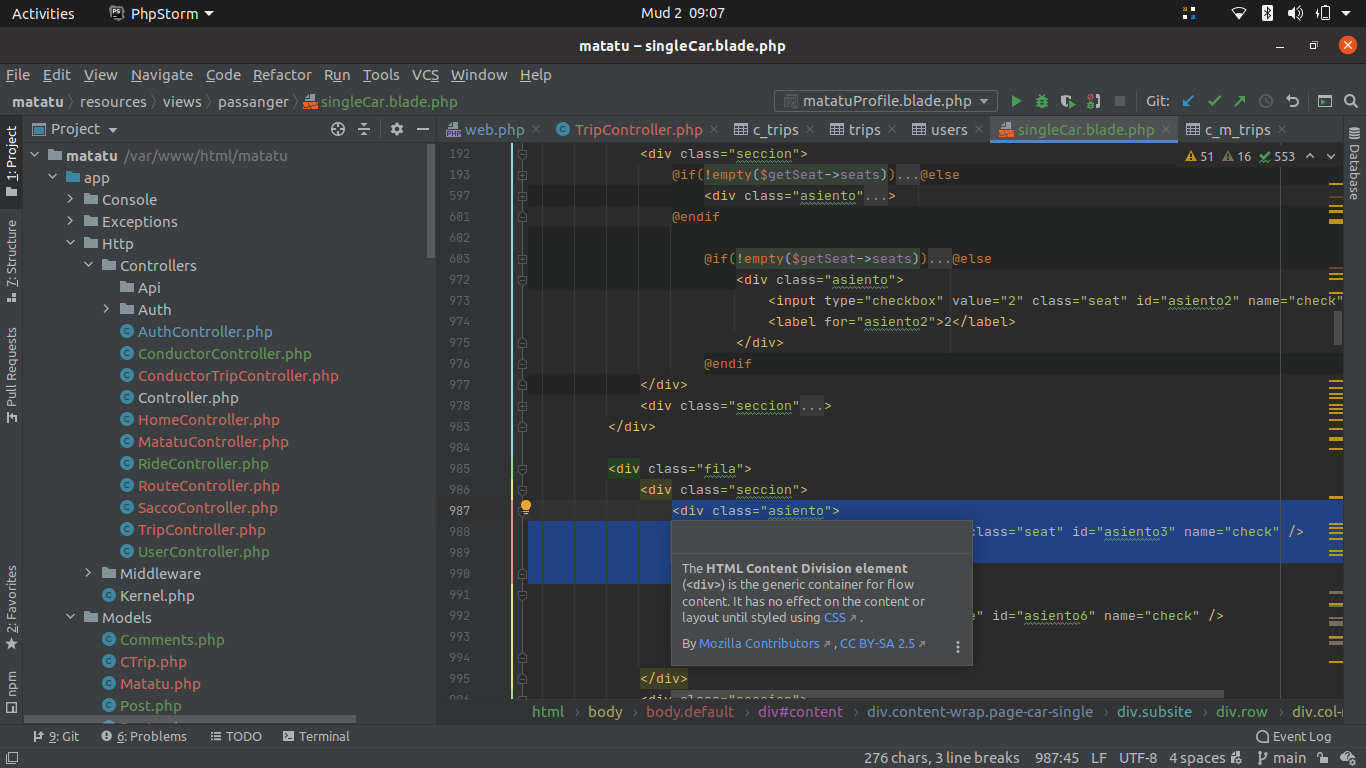 Activities PhpStorm Mud 2 09:07
matatu – singleCar.blade.php
File Edit View Navigate Code Refactor Run Tools VCS Window Help
matatu resources views passanger singleCar.blade.php matatuProfile.blade.php Git:
Project web.php TripController.php c_trips trips users singleCar.blade.php c_m_trips
1: Project
7: Structure
Pull Requests
2: Favorites
npm
matatu /var/www/html/matatu
app
Console
Exceptions
Http
Controllers
Api
Auth
AuthController.php
ConductorController.php
ConductorTripController.php
Controller.php
HomeController.php
MatatuController.php
RideController.php
RouteController.php
SaccoController.php
TripController.php
UserController.php
Middleware
Kernel.php
Models
Comments.php
CTrip.php
Matatu.php
Post.php
51 16 553
192 <div class="seccion">
193 @if(!empty($getSeat->seats))...@else
597 <div class="asiento"...>
601 @endif
602
603 @if(!empty($getSeat->seats))...@else
972 <div class="asiento">
973 <input type="checkbox" value="2" class="seat" id="asiento2" name="check"
974 <label for="asiento2">2</label>
975 </div>
976 @endif
977 </div>
978 <div class="seccion"...>
983 </div>
984
985 <div class="fila">
986 <div class="seccion">
987 <div class="asiento">
988 class="seat" id="asiento3" name="check" />
989
990
991
992 " id="asiento6" name="check" />
993
994
995 </div>
The HTML Content Division element
(<div>) is the generic container for flow
content. It has no effect on the content or
layout until styled using CSS .
By Mozilla Contributors , CC BY-SA 2.5
Database
html body body.default div#content div.content-wrap.page-car-single div.subsite div.row
9: Git 6: Problems TODO Terminal Event Log
276 chars, 3 line breaks 987:45 LF UTF-8 4 spaces main